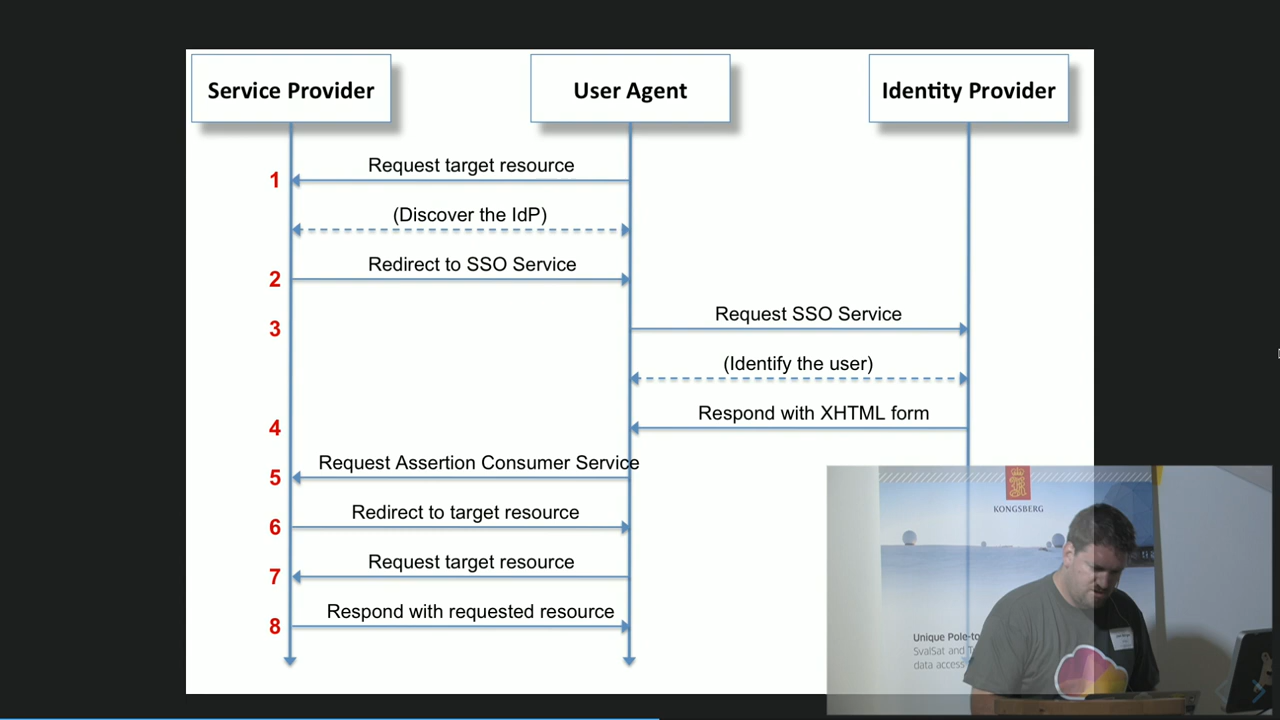 Service Provider
User Agent
Identity Provider
1
Request target resource
(Discover the IdP)
2
Redirect to SSO Service
3
Request SSO Service
(Identify the user)
4
Respond with XHTML form
5
Request Assertion Consumer Service
6
Redirect to target resource
7
Request target resource
8
Respond with requested resource
KONGSBERG
Unique Pole-to
SvalSat and T
data access